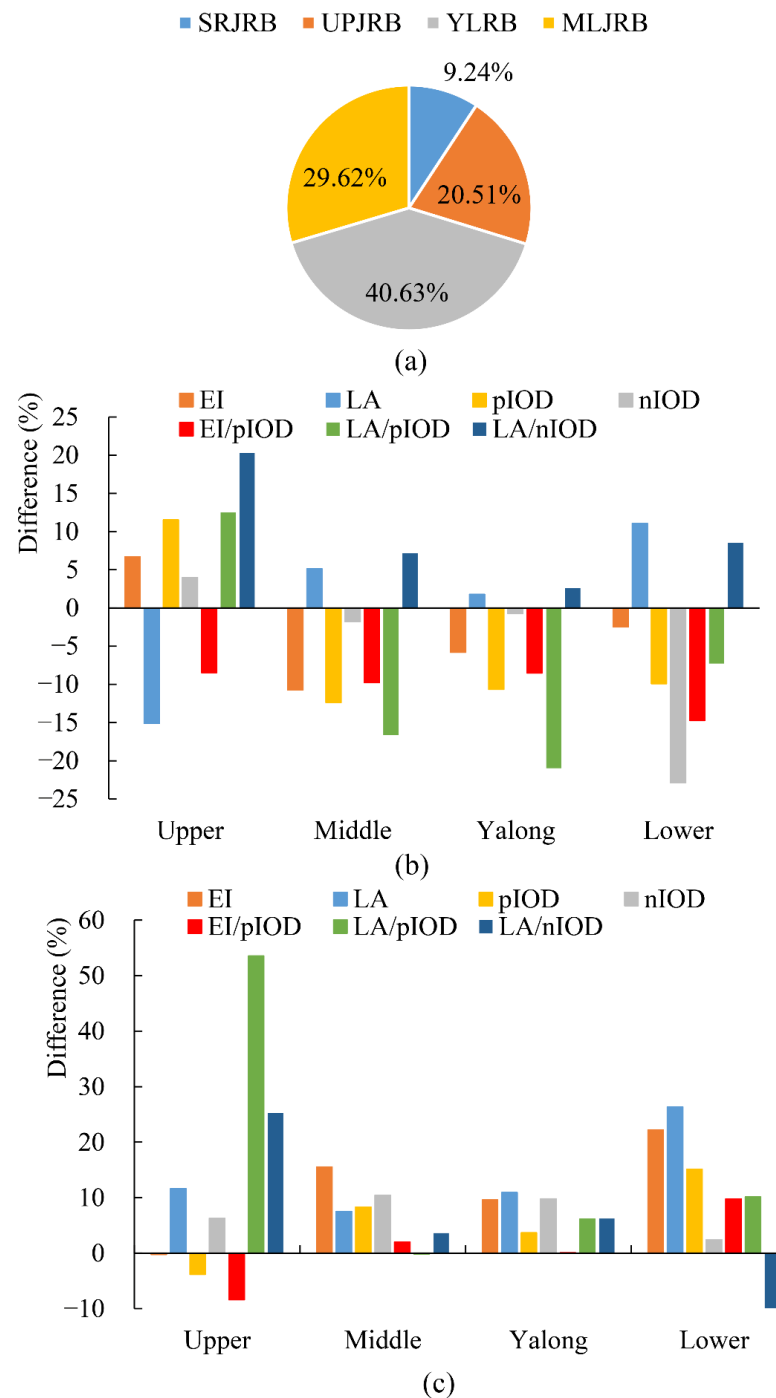 SRJRB UPJRB YLRB MLJRB
9.24%
29.62% 20.51%
40.63%
(a)
EI LA pIOD nIOD
EI/pIOD LA/pIOD LA/nIOD
Difference (%)
25
20
15
10
5
0
−5
−10
−15
−20
−25
Upper Middle Yalong Lower
(b)
EI LA pIOD nIOD
EI/pIOD LA/pIOD LA/nIOD
Difference (%)
60
50
40
30
20
10
0
−10
Upper Middle Yalong Lower
(c)